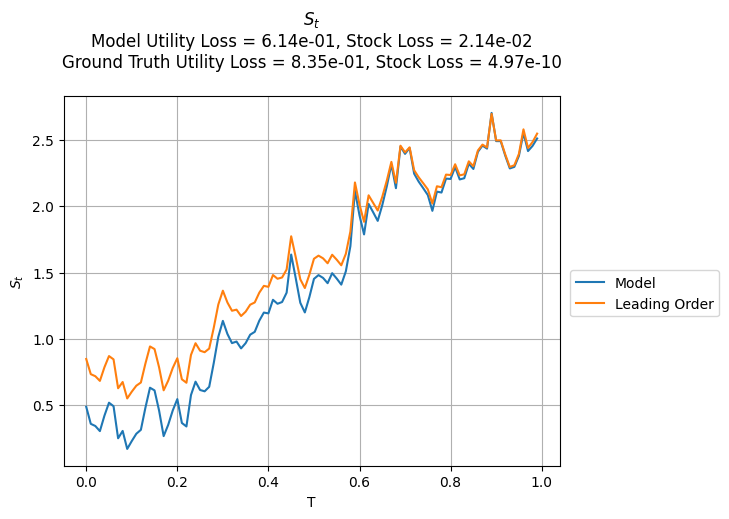 S_t
Model Utility Loss = 6.14e-01, Stock Loss = 2.14e-02
Ground Truth Utility Loss = 8.35e-01, Stock Loss = 4.97e-10
2.5
2.0
1.5
1.0
0.5
S_t
0.0
0.2
0.4
0.6
0.8
1.0
T
Model
Leading Order